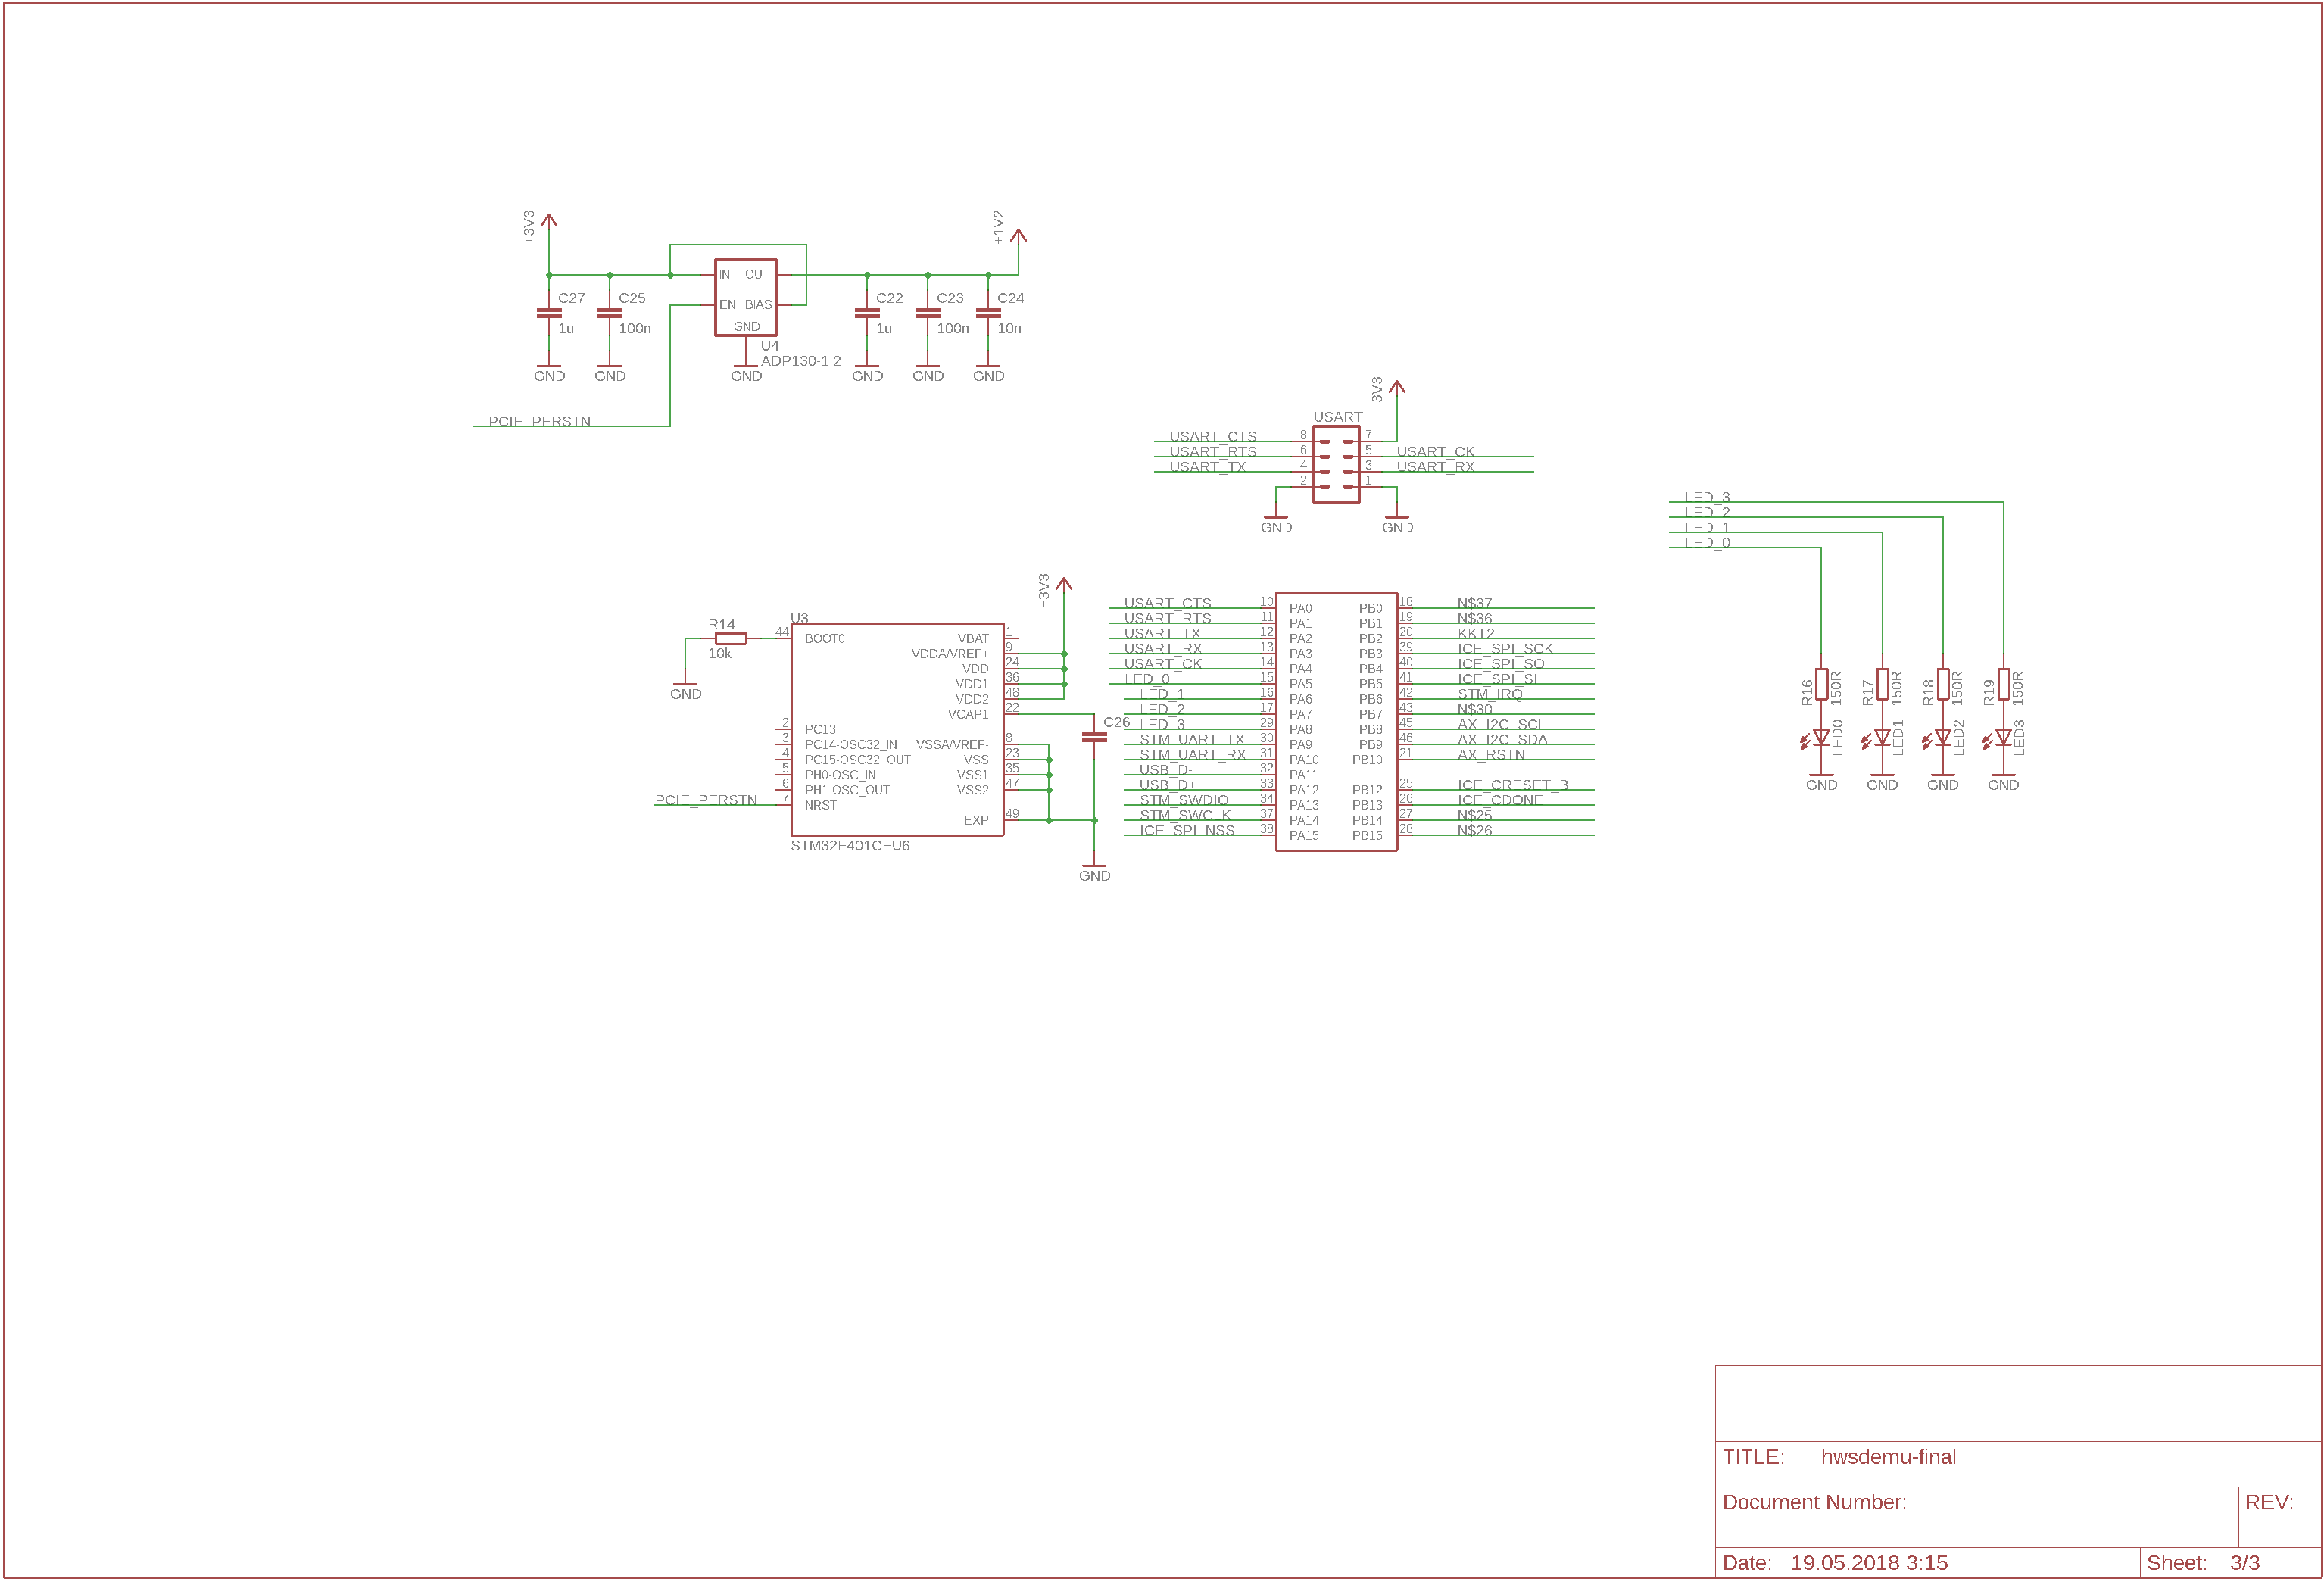 +3V3
+1V2
IN OUT
EN BIAS
GND
C27
1u
C25
100n
C22
1u
C23
100n
C24
10n
U4
ADP130-1.2
GND
GND
GND
GND
GND
GND
PCIE_PERSTN
+3V3
USART
USART_CTS 8 7
USART_RTS 6 5 USART_CK
USART_TX 4 3 USART_RX
2 1
GND
GND
LED_3
LED_2
LED_1
LED_0
R16
150R
R17
150R
R18
150R
R19
150R
LED0
LED1
LED2
LED3
GND
GND
GND
GND
+3V3
U3
R14
10k
GND
44 BOOT0
VBAT 1
VDDA/VREF+ 9
VDD 24
VDD1 36
VDD2 48
VCAP1 22
2 PC13
3 PC14-OSC32_IN VSSA/VREF- 8
4 PC15-OSC32_OUT VSS 23
5 PH0-OSC_IN VSS1 35
6 PH1-OSC_OUT VSS2 47
PCIE_PERSTN 7 NRST
EXP 49
STM32F401CEU6
C26
GND
USART_CTS 10 PA0 PB0 18 N$37
USART_RTS 11 PA1 PB1 19 N$36
USART_TX 12 PA2 PB2 20 KKT2
USART_RX 13 PA3 PB3 39 ICE_SPI_SCK
USART_CK 14 PA4 PB4 40 ICE_SPI_SO
LED_0 15 PA5 PB5 41 ICE_SPI_SI
LED_1 16 PA6 PB6 42 STM_IRQ
LED_2 17 PA7 PB7 43 N$30
LED_3 29 PA8 PB8 45 AX_I2C_SCL
STM_UART_TX 30 PA9 PB9 46 AX_I2C_SDA
STM_UART_RX 31 PA10 PB10 21 AX_RSTN
USB_D- 32 PA11
USB_D+ 33 PA12 PB12 25 ICE_CRESET_B
STM_SWDIO 34 PA13 PB13 26 ICE_CDONE
STM_SWCLK 37 PA14 PB14 27 N$25
ICE_SPI_NSS 38 PA15 PB15 28 N$26
TITLE: hwsdemu-final
Document Number:
REV:
Date: 19.05.2018 3:15
Sheet: 3/3